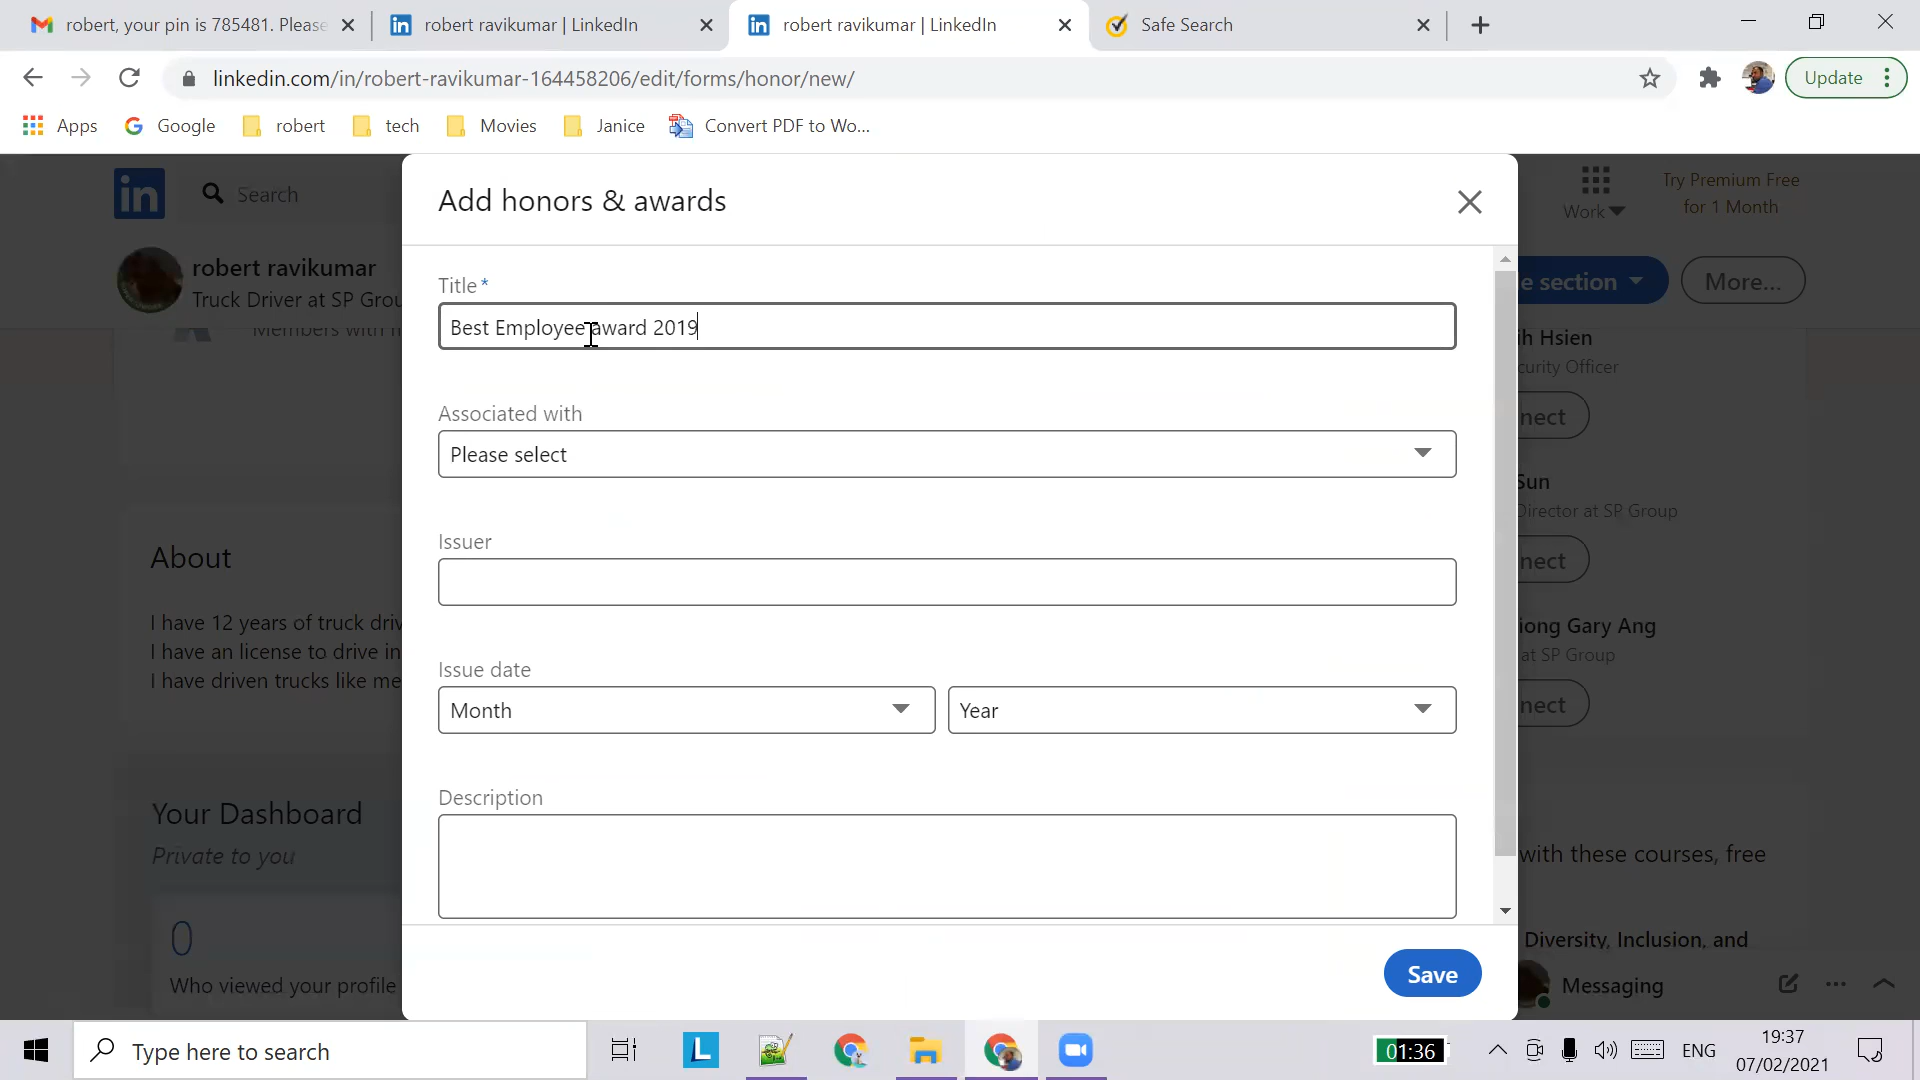 robert, your pin is 785481. Please
robert ravikumar | LinkedIn
robert ravikumar | LinkedIn
Safe Search
linkedin.com/in/robert-ravikumar-164458206/edit/forms/honor/new/
Update
Apps
Google
robert
tech
Movies
Janice
Convert PDF to Wo...
in
Search
Work
Try Premium Free
for 1 Month
robert ravikumar
Truck Driver at SP Grou
e section
More...
Members with
Add honors & awards
Title*
Best Employee award 2019
Associated with
Please select
Issuer
Issue date
Month
Year
Description
Save
ih Hsien
curity Officer
nect
Sun
Director at SP Group
nect
iong Gary Ang
at SP Group
nect
About
I have 12 years of truck driv
I have an license to drive in
I have driven trucks like me
Your Dashboard
Private to you
0
Who viewed your profile
with these courses, free
Diversity, Inclusion, and
Messaging
Type here to search
L
01:36
ENG
19:37
07/02/2021